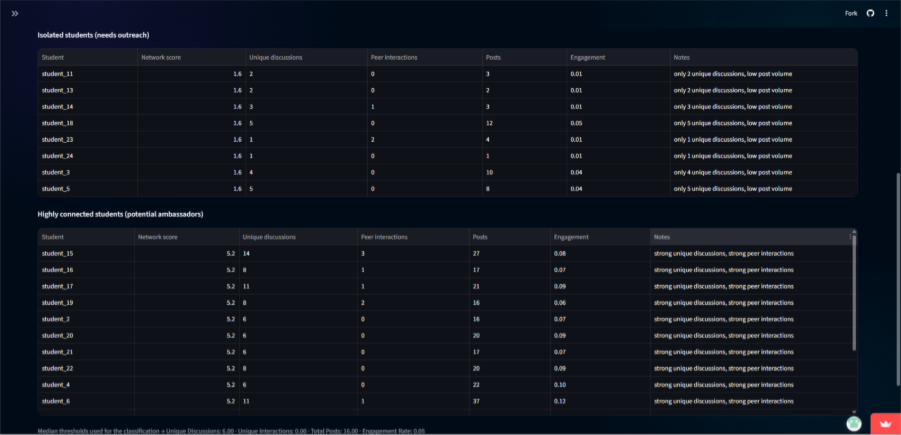 Fork
Isolated students (needs outreach)
Student Network score Unique discussions Peer interactions Posts Engagement Notes
student_11 1.6 2 0 3 0.01 only 2 unique discussions, low post volume
student_13 1.6 2 0 2 0.01 only 2 unique discussions, low post volume
student_14 1.6 3 1 3 0.01 only 3 unique discussions, low post volume
student_18 1.6 5 0 12 0.05 only 5 unique discussions, low post volume
student_23 1.6 1 2 4 0.01 only 1 unique discussions, low post volume
student_24 1.6 1 0 1 0.01 only 1 unique discussions, low post volume
student_3 1.6 4 0 10 0.04 only 4 unique discussions, low post volume
student_5 1.6 5 0 8 0.04 only 5 unique discussions, low post volume
Highly connected students (potential ambassadors)
Student Network score Unique discussions Peer interactions Posts Engagement Notes
student_15 5.2 14 3 27 0.08 strong unique discussions, strong peer interactions
student_16 5.2 8 1 17 0.07 strong unique discussions, strong peer interactions
student_17 5.2 11 1 21 0.09 strong unique discussions, strong peer interactions
student_19 5.2 8 2 16 0.06 strong unique discussions, strong peer interactions
student_2 5.2 6 0 16 0.07 strong unique discussions, strong peer interactions
student_20 5.2 6 0 20 0.09 strong unique discussions, strong peer interactions
student_21 5.2 6 0 17 0.07 strong unique discussions, strong peer interactions
student_22 5.2 8 0 20 0.09 strong unique discussions, strong peer interactions
student_4 5.2 6 0 22 0.10 strong unique discussions, strong peer interactions
student_6 5.2 11 1 37 0.12 strong unique discussions, strong peer interactions
Median thresholds used for the classification → Unique Discussions: 6.00 · Unique Interactions: 0.00 · Total Posts: 16.00 · Engagement Rate: 0.05